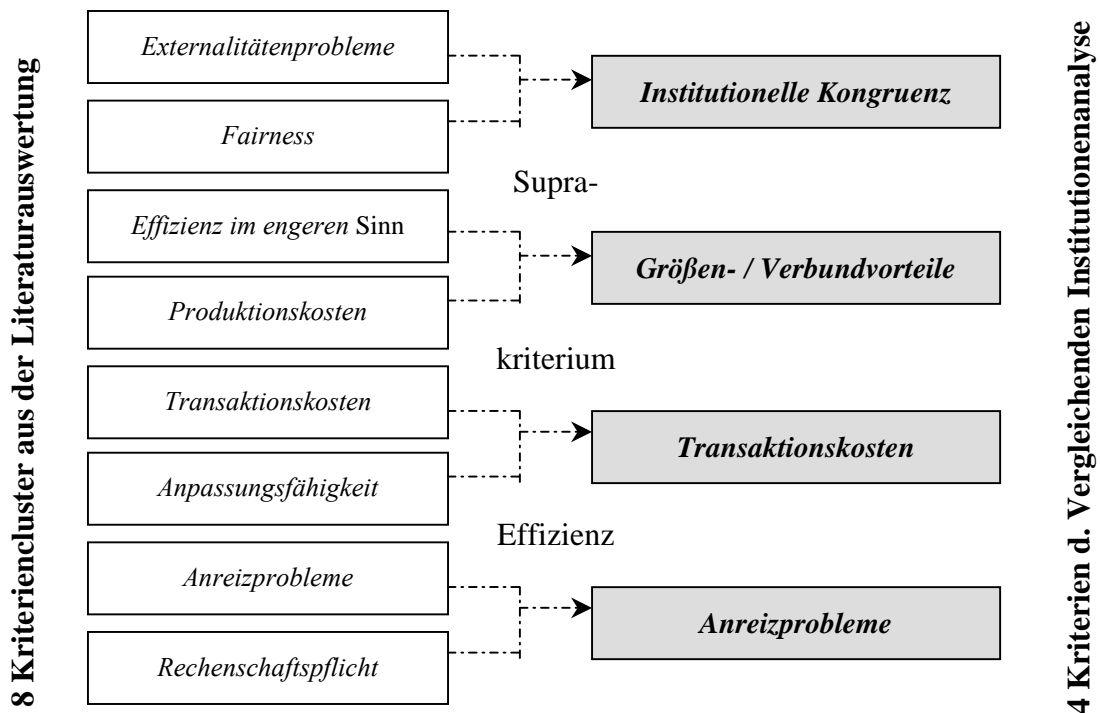 8 Kriteriencluster aus der Literaturauswertung
Externalitätenprobleme
Fairness
Effizienz im engeren Sinn
Produktionskosten
Transaktionskosten
Anpassungsfähigkeit
Anreizprobleme
Rechenschaftspflicht
Supra-
kriterium
Effizienz
Institutionelle Kongruenz
Größen- / Verbundvorteile
Transaktionskosten
Anreizprobleme
4 Kriterien d. Vergleichenden Institutionenanalyse